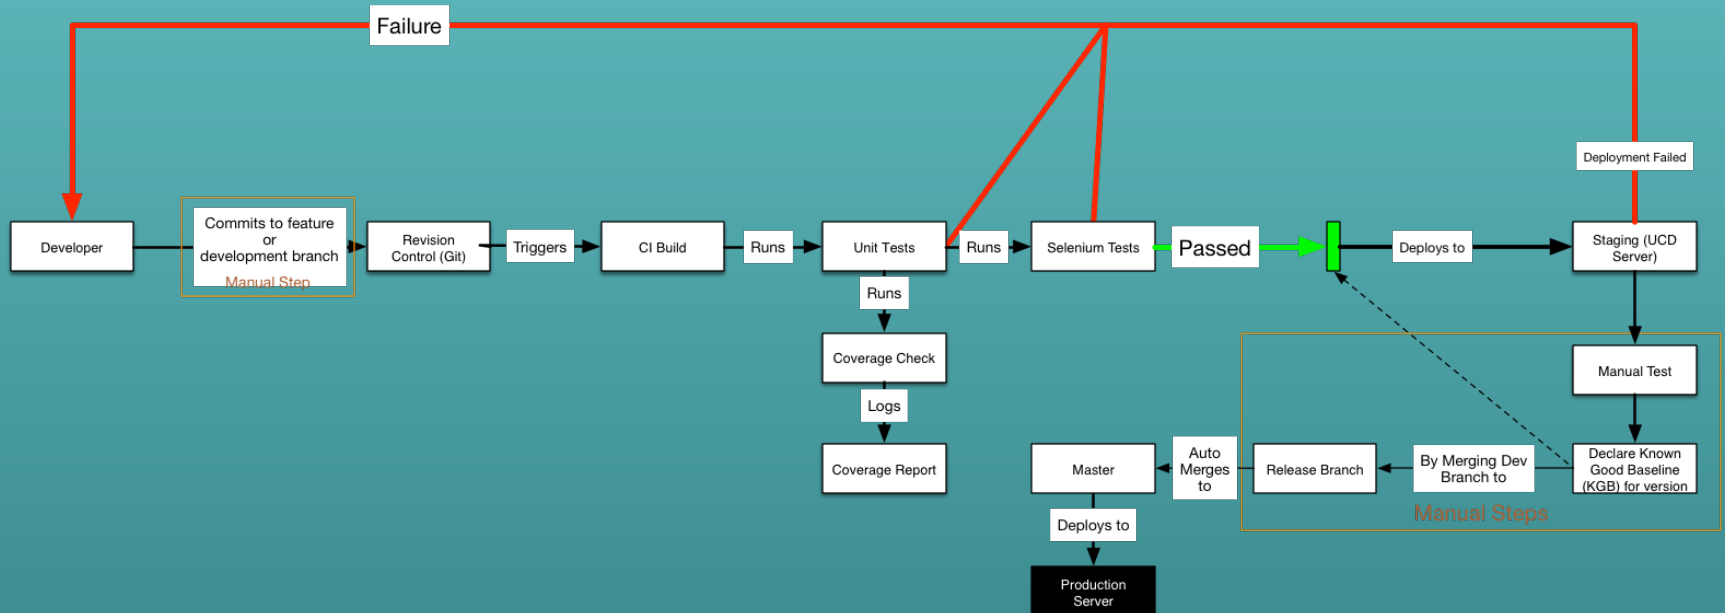 Failure
Deployment Failed
Developer
Commits to feature
or
development branch
Manual Step
Revision
Control (Git)
Triggers
CI Build
Runs
Unit Tests
Runs
Selenium Tests
Passed
Deploys to
Staging (UCD
Server)
Runs
Coverage Check
Logs
Coverage Report
Manual Test
Declare Known
Good Baseline
(KGB) for version
By Merging Dev
Branch to
Release Branch
Auto
Merges
to
Master
Manual Steps
Deploys to
Production
Server